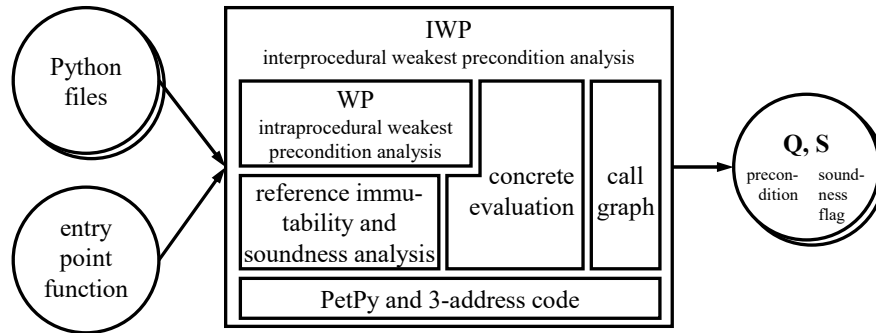 Python
files
entry
point
function
IWP
interprocedural weakest precondition analysis
WP
intraprocedural weakest
precondition analysis
reference immu-
tability and
soundness analysis
concrete
evaluation
call
graph
PetPy and 3-address code
Q, S
precon-
dition
sound-
ness
flag